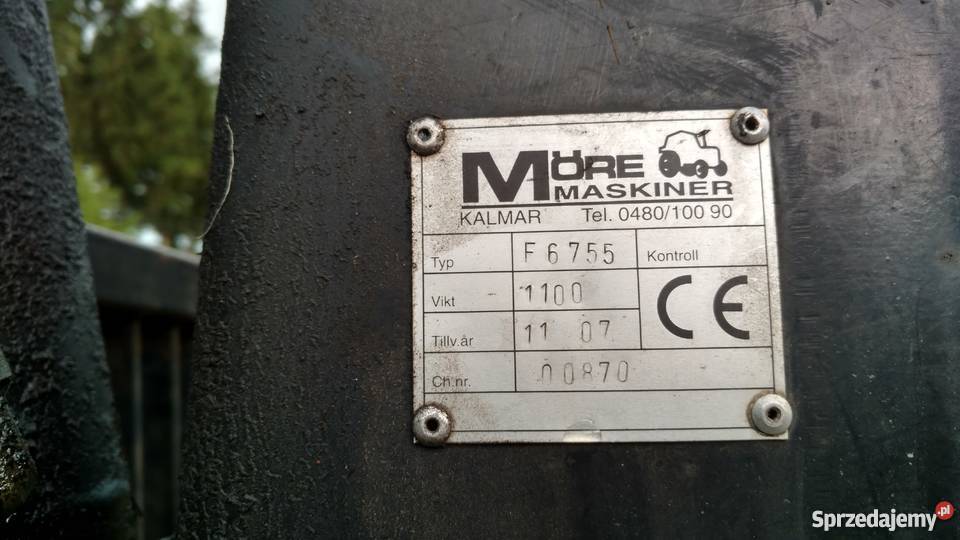 MÖRE
MASKINER
KALMAR Tel. 0480/100 90
Typ F6755 Kontroll
Vikt 1100 CE
Tillv.år 11 07
Ch.nr. 00870
Sprzedajemy.pl